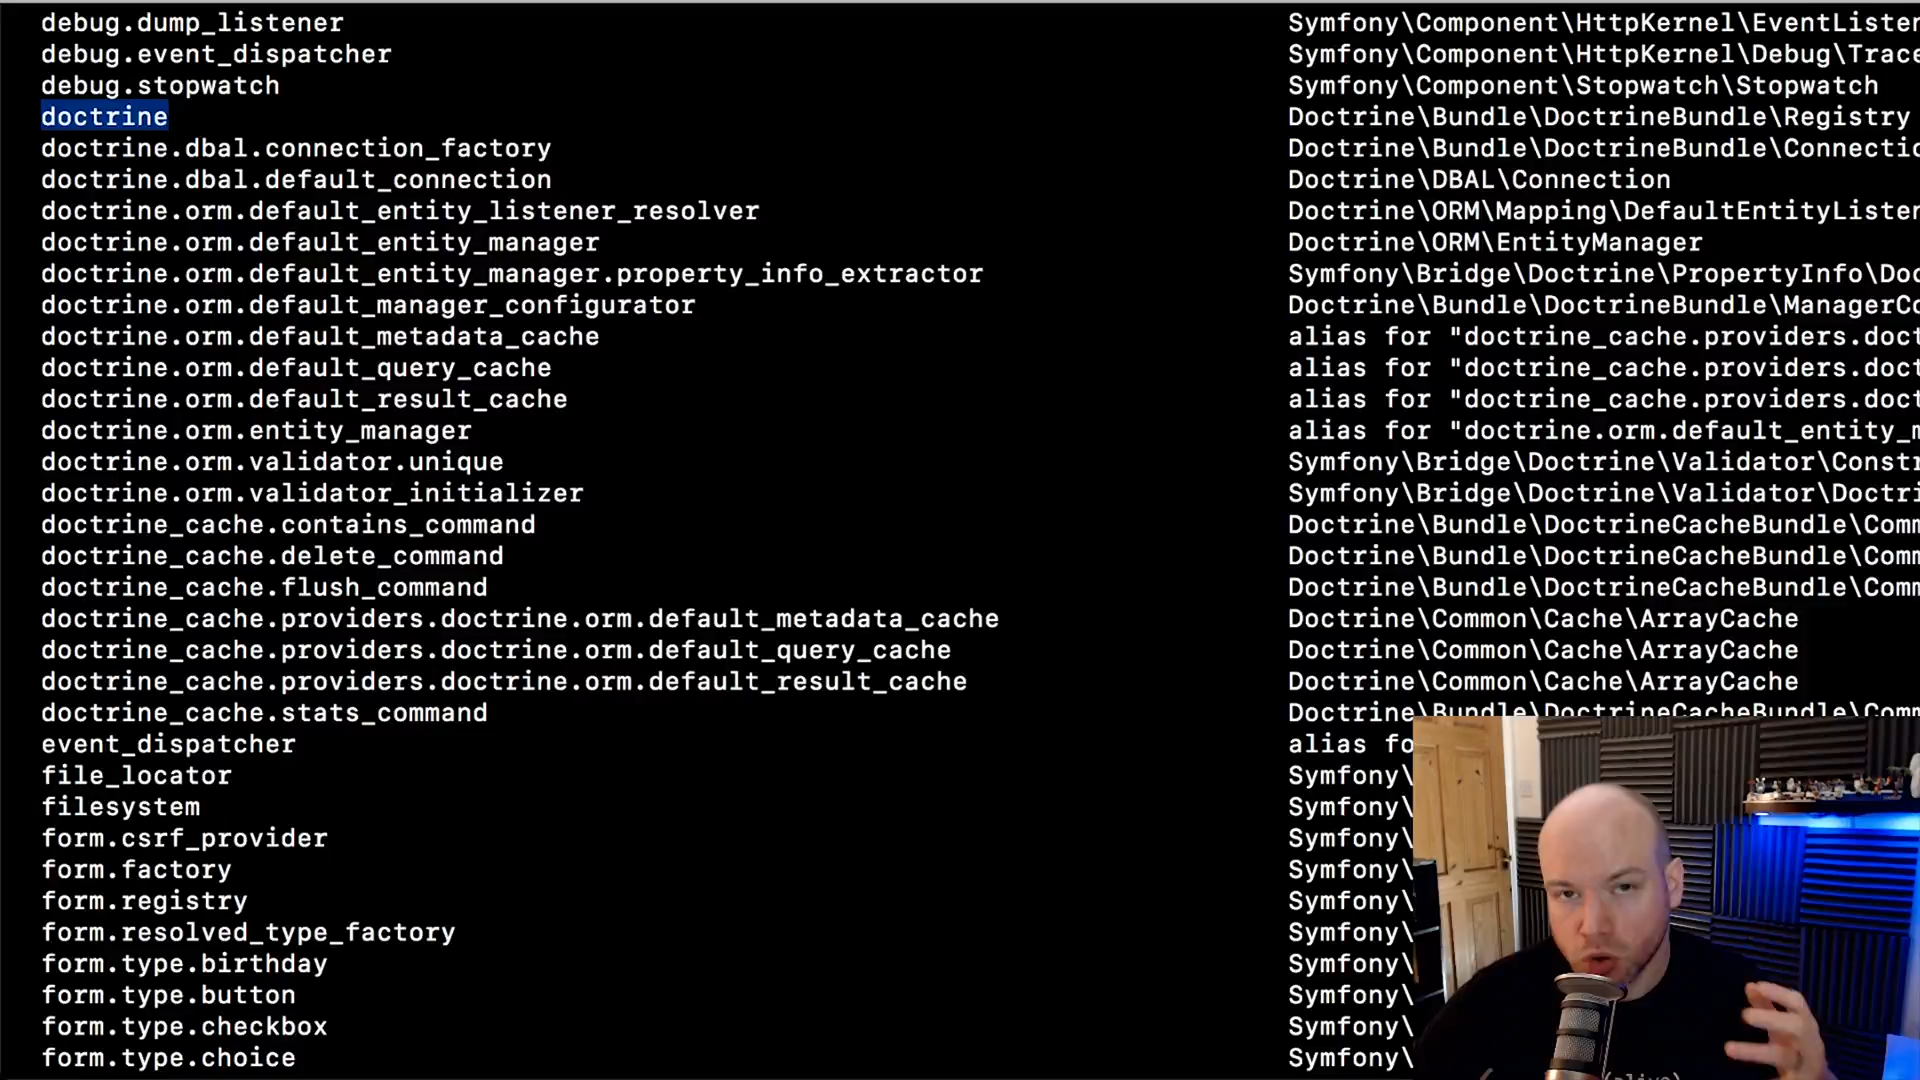 debug.dump_listener Symfony\Component\HttpKernel\EventListener
debug.event_dispatcher Symfony\Component\HttpKernel\Debug\Trace
debug.stopwatch Symfony\Component\Stopwatch\Stopwatch
doctrine Doctrine\Bundle\DoctrineBundle\Registry
doctrine.dbal.connection_factory Doctrine\Bundle\DoctrineBundle\Connectio
doctrine.dbal.default_connection Doctrine\DBAL\Connection
doctrine.orm.default_entity_listener_resolver Doctrine\ORM\Mapping\DefaultEntityListener
doctrine.orm.default_entity_manager Doctrine\ORM\EntityManager
doctrine.orm.default_entity_manager.property_info_extractor Symfony\Bridge\Doctrine\PropertyInfo\Doc
doctrine.orm.default_manager_configurator Doctrine\Bundle\DoctrineBundle\ManagerCo
doctrine.orm.default_metadata_cache alias for "doctrine_cache.providers.doct
doctrine.orm.default_query_cache alias for "doctrine_cache.providers.doct
doctrine.orm.default_result_cache alias for "doctrine_cache.providers.doct
doctrine.orm.entity_manager alias for "doctrine.orm.default_entity_m
doctrine.orm.validator.unique Symfony\Bridge\Doctrine\Validator\Constr
doctrine.orm.validator_initializer Symfony\Bridge\Doctrine\Validator\Doctri
doctrine_cache.contains_command Doctrine\Bundle\DoctrineCacheBundle\Comm
doctrine_cache.delete_command Doctrine\Bundle\DoctrineCacheBundle\Comm
doctrine_cache.flush_command Doctrine\Bundle\DoctrineCacheBundle\Comm
doctrine_cache.providers.doctrine.orm.default_metadata_cache Doctrine\Common\Cache\ArrayCache
doctrine_cache.providers.doctrine.orm.default_query_cache Doctrine\Common\Cache\ArrayCache
doctrine_cache.providers.doctrine.orm.default_result_cache Doctrine\Common\Cache\ArrayCache
doctrine_cache.stats_command Doctrine\Bundle\DoctrineCacheBundle\Comm
event_dispatcher alias fo
file_locator Symfony\
filesystem Symfony\
form.csrf_provider Symfony\
form.factory Symfony\
form.registry Symfony\
form.resolved_type_factory Symfony\
form.type.birthday Symfony\
form.type.button Symfony\
form.type.checkbox Symfony\
form.type.choice Symfony\